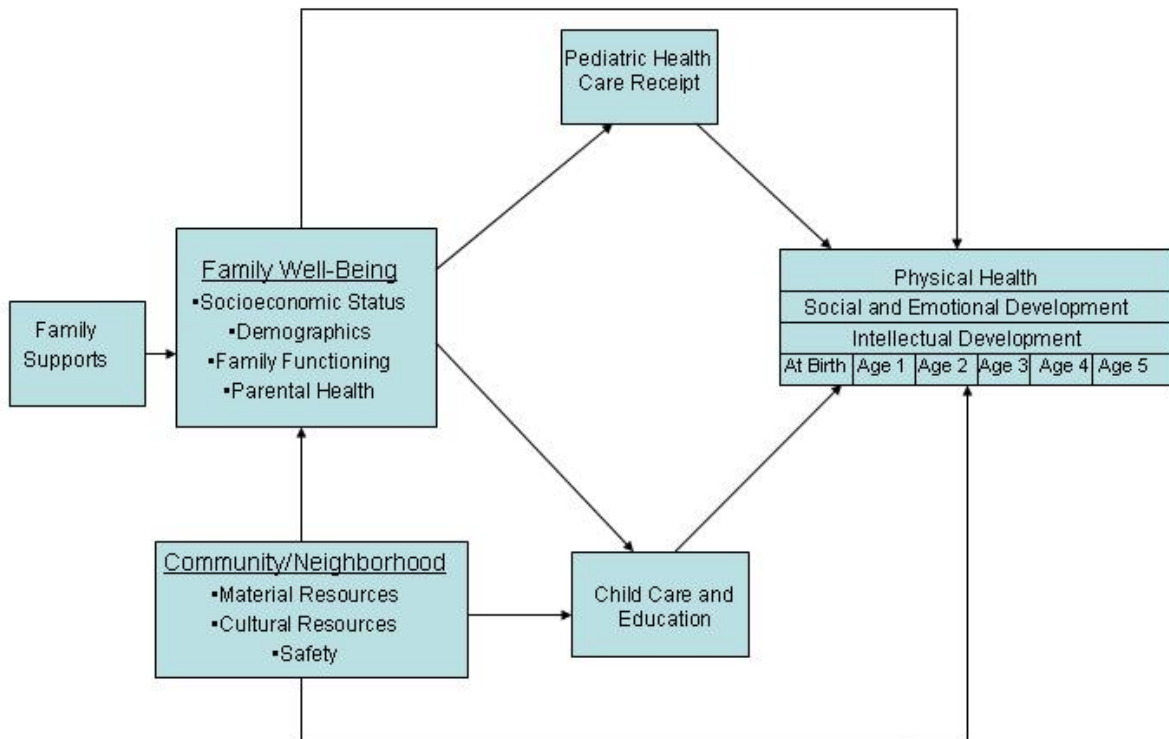 Pediatric Health
Care Receipt
Family Well-Being
▪Socioeconomic Status
▪Demographics
▪Family Functioning
▪Parental Health
Family
Supports
Physical Health
Social and Emotional Development
Intellectual Development
At Birth Age 1 Age 2 Age 3 Age 4 Age 5
Community/Neighborhood
▪Material Resources
▪Cultural Resources
▪Safety
Child Care and
Education